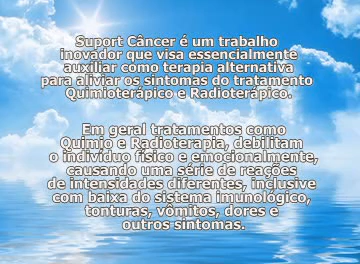 Suport Câncer é um trabalho
inovador que visa essencialmente
auxiliar como terapia alternativa
para aliviar os sintomas do tratamento
Quimioterápico e Radioterápico.
Em geral tratamentos como
Quimio e Radioterapia, debilitam
o indivíduo físico e emocionalmente,
causando uma série de reações
de intensidades diferentes, inclusive
com baixa do sistema imunológico,
tonturas, vômitos, dores e
outros sintomas.